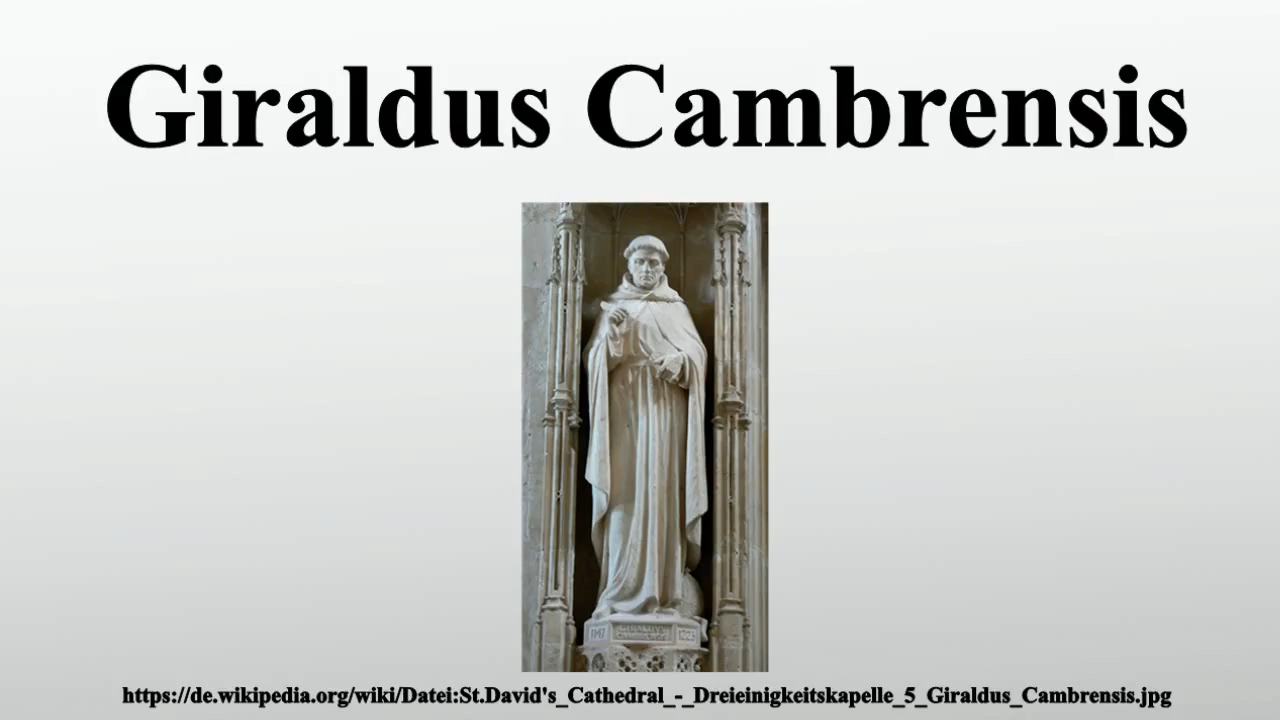 Giraldus Cambrensis
1147
1223
https://de.wikipedia.org/wiki/Datei:St.David's_Cathedral_-_Dreieinigkeitskapelle_5_Giraldus_Cambrensis.jpg